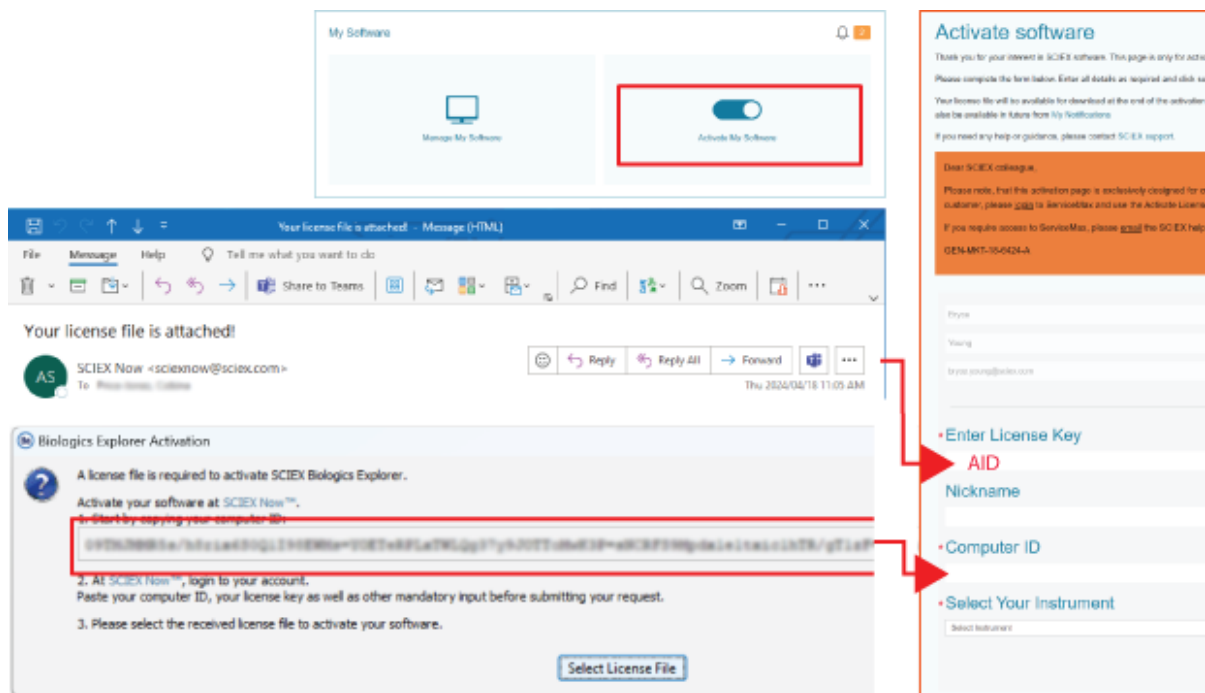 My Software
2
Manage My Software
Activate My Software
Your license file is attached! - Message (HTML)
File Message Help Tell me what you want to do
Share to Teams Find Zoom
Your license file is attached!
AS
SCIEX Now <sciexnow@sciex.com>
To
Reply Reply All Forward
Thu 2024/04/18 11:05 AM
Biologics Explorer Activation
A license file is required to activate SCIEX Biologics Explorer.
Activate your software at SCIEX Now™.
1. Start by copying your computer ID:
2. At SCIEX Now™, login to your account.
Paste your computer ID, your license key as well as other mandatory input before submitting your request.
3. Please select the received license file to activate your software.
Select License File
Activate software
Thank you for your interest in SCIEX software. This page is only for
Please complete the form below. Enter all details as required and click
Your license file will be available for download at the end of the activation
also be available in future from My Notifications
If you need any help or guidance, please contact SCIEX support.
Dear SCIEX colleague,
Please note, that this activation page is exclusively designed for
customer, please login to ServiceMax and use the Activate
If you require access to ServiceMax, please email the SCIEX help
GEN-MKT-18-6424-A
Bryce
Young
bryce.young@sciex.com
*Enter License Key
AID
Nickname
*Computer ID
*Select Your Instrument
Select Instrument